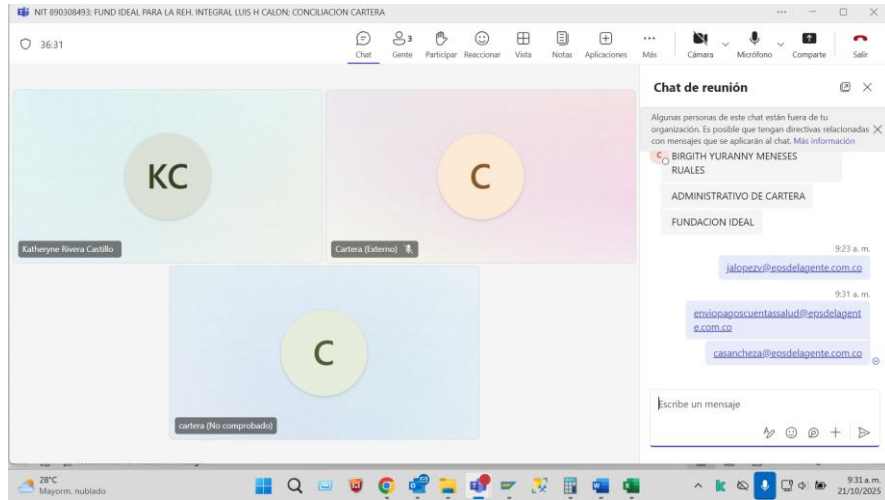 NIT 890308493; FUND IDEAL PARA LA REH. INTEGRAL LUIS H CALON; CONCILIACION CARTERA
36:31
Chat
3
Gente
Participar
Reaccionar
Vista
Notas
Aplicaciones
Más
Cámara
Micrófono
Comparte
Salir
KC
Katheryne Rivera Castillo
C
Cartera (Externo)
C
cartera (No comprobado)
Chat de reunión
Algunas personas de este chat están fuera de tu
organización. Es posible que tengan directivas relacionadas
con mensajes que se aplicarán al chat. Más información
C
BIRGITH YURANNY MENESES
RUALES
ADMINISTRATIVO DE CARTERA
FUNDACION IDEAL
9:23 a. m.
jalopezv@epsdelagente.com.co
9:31 a. m.
enviopagoscuentassalud@epsdelagent
e.com.co
casancheza@epsdelagente.com.co
Escribe un mensaje
28°C
Mayorm. nublado
9:31 a.m.
21/10/2025